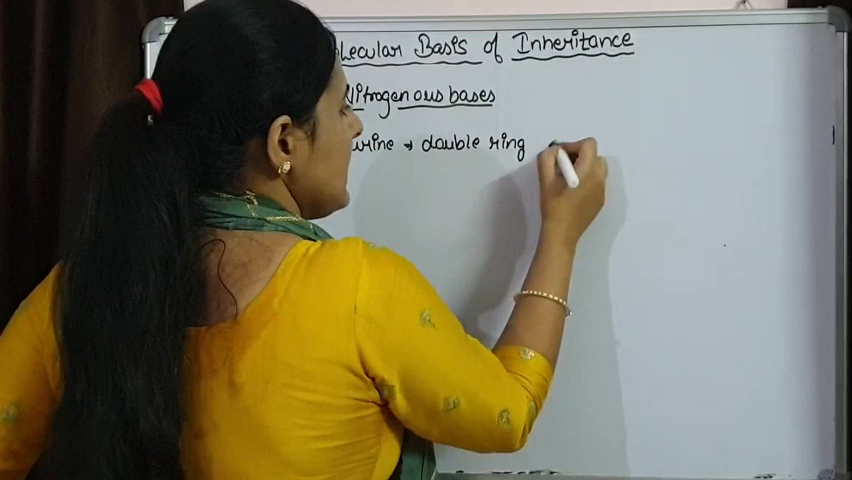 lecular Basis of Inheritance
Nitrogenous bases
urine → double ring